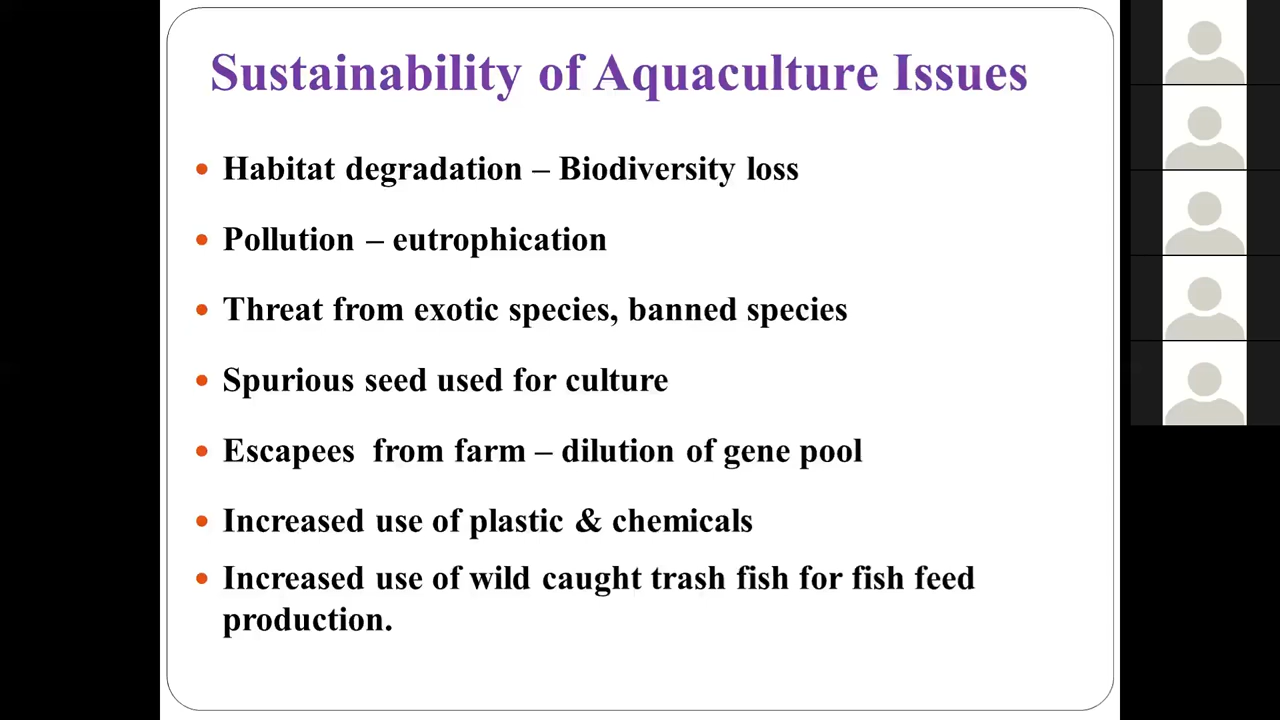 Sustainability of Aquaculture Issues
• Habitat degradation – Biodiversity loss
• Pollution – eutrophication
• Threat from exotic species, banned species
• Spurious seed used for culture
• Escapees from farm – dilution of gene pool
• Increased use of plastic & chemicals
• Increased use of wild caught trash fish for fish feed
production.